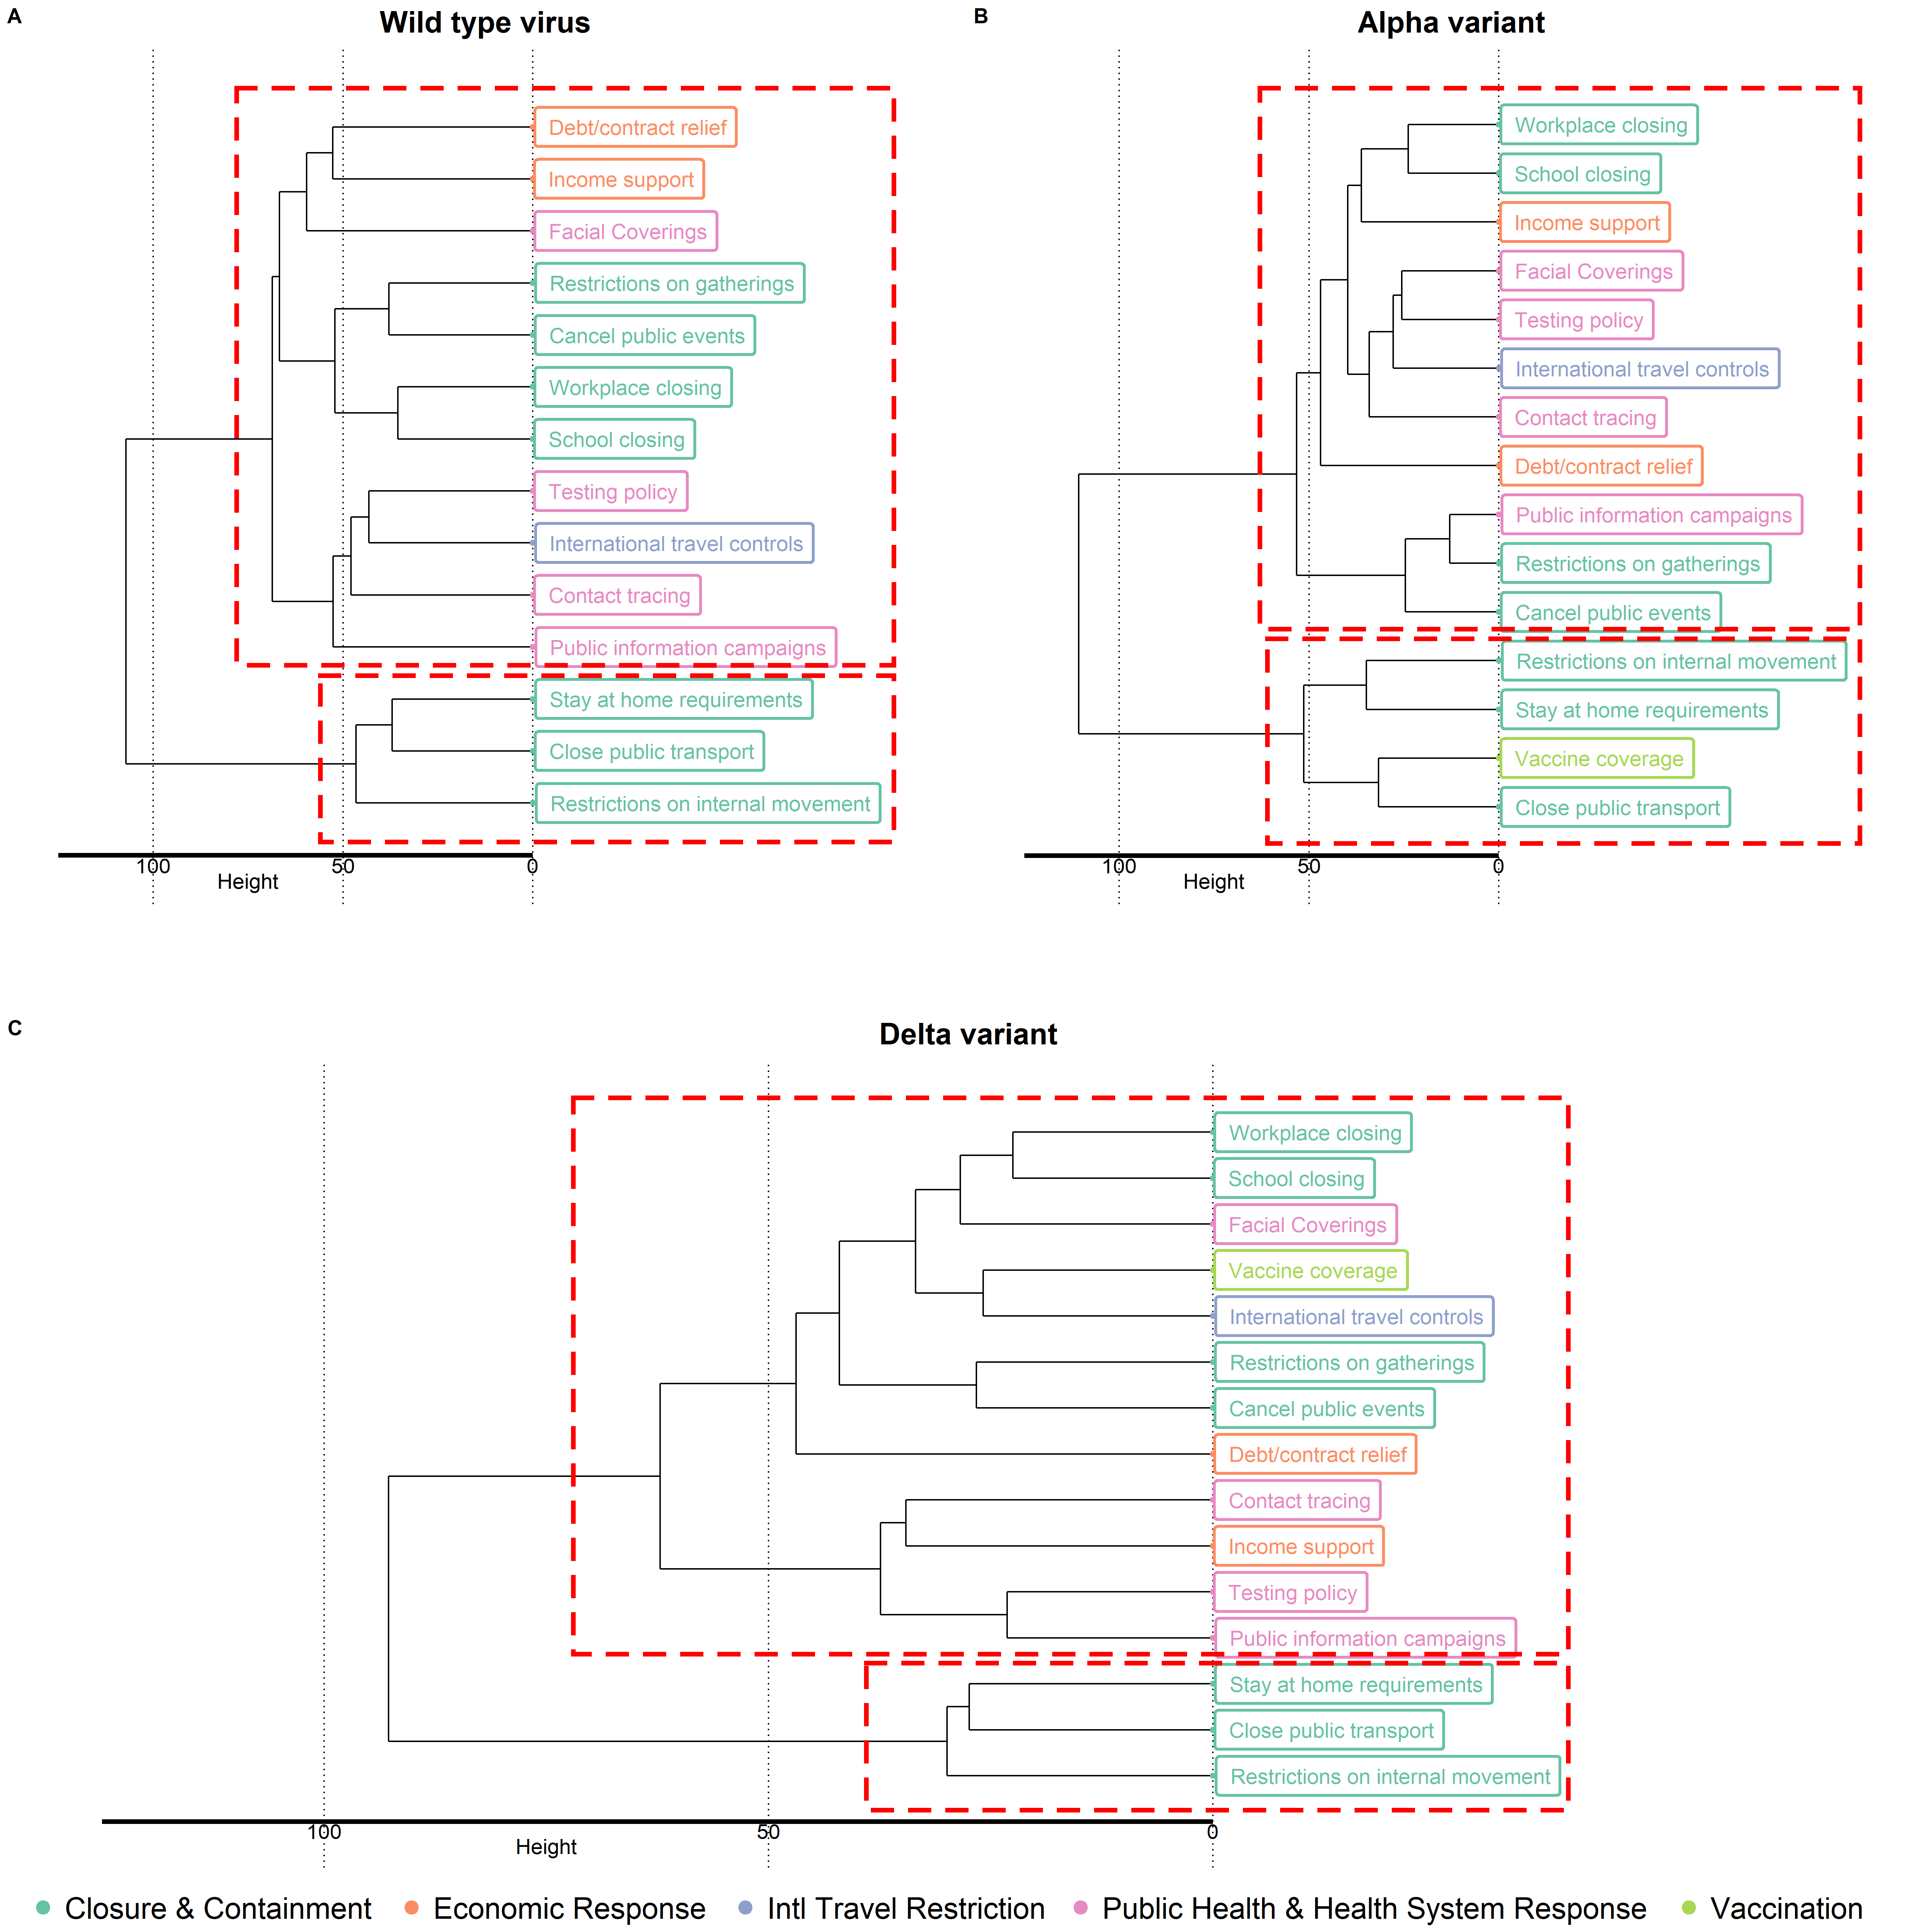 A
Wild type virus
Debt/contract relief
Income support
Facial Coverings
Restrictions on gatherings
Cancel public events
Workplace closing
School closing
Testing policy
International travel controls
Contact tracing
Public information campaigns
Stay at home requirements
Close public transport
Restrictions on internal movement
100 50 0
Height
B
Alpha variant
Workplace closing
School closing
Income support
Facial Coverings
Testing policy
International travel controls
Contact tracing
Debt/contract relief
Public information campaigns
Restrictions on gatherings
Cancel public events
Restrictions on internal movement
Stay at home requirements
Vaccine coverage
Close public transport
100 50 0
Height
C
Delta variant
Workplace closing
School closing
Facial Coverings
Vaccine coverage
International travel controls
Restrictions on gatherings
Cancel public events
Debt/contract relief
Contact tracing
Income support
Testing policy
Public information campaigns
Stay at home requirements
Close public transport
Restrictions on internal movement
100 50 0
Height
Closure & Containment Economic Response Intl Travel Restriction Public Health & Health System Response Vaccination